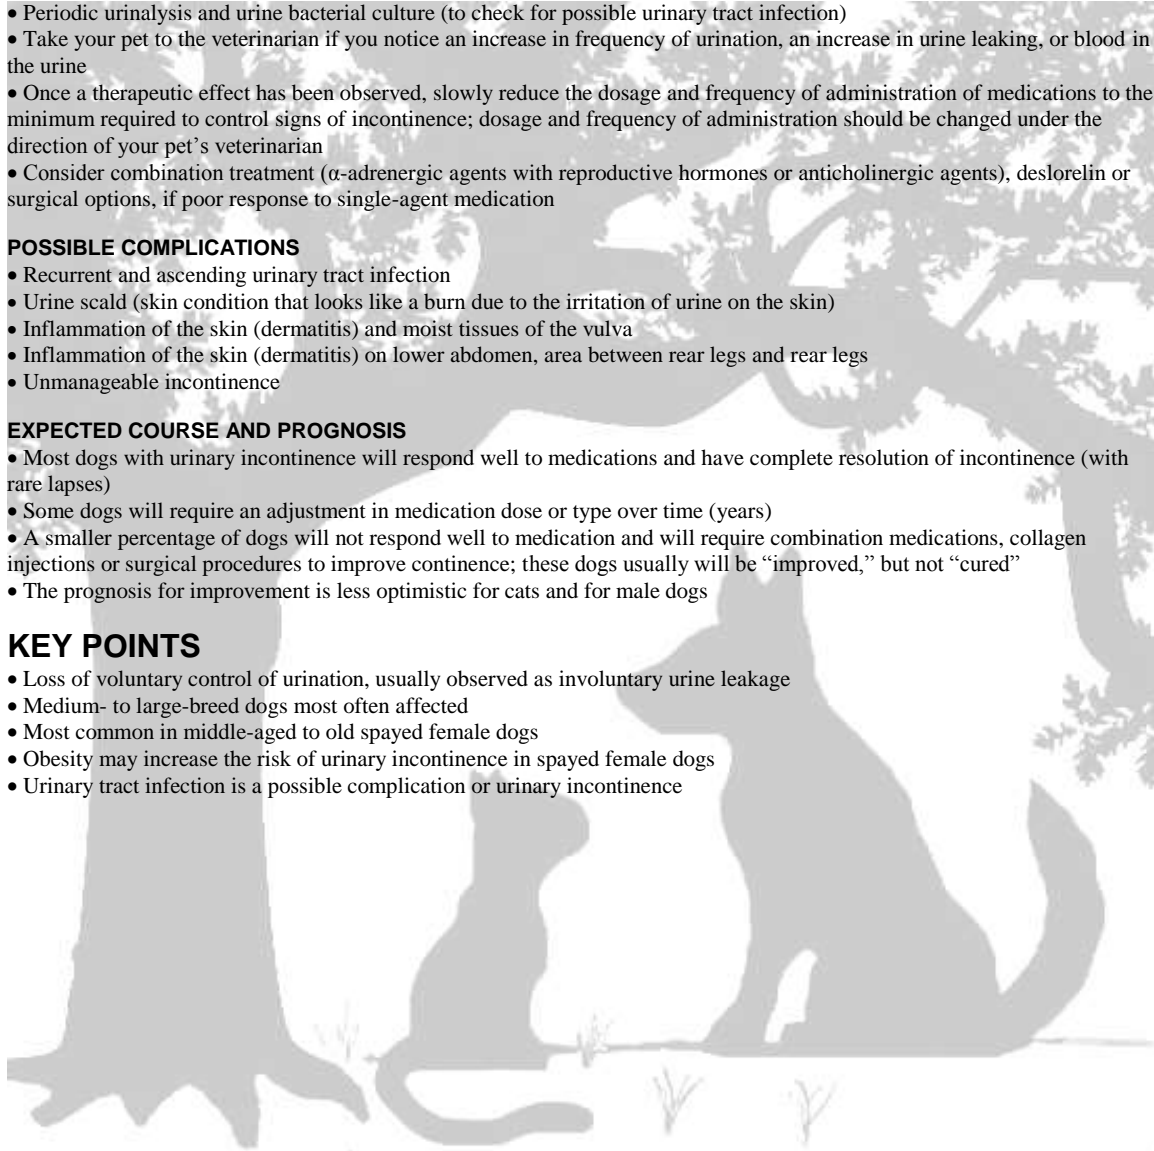 • Periodic urinalysis and urine bacterial culture (to check for possible urinary tract infection)
• Take your pet to the veterinarian if you notice an increase in frequency of urination, an increase in urine leaking, or blood in
the urine
• Once a therapeutic effect has been observed, slowly reduce the dosage and frequency of administration of medications to the
minimum required to control signs of incontinence; dosage and frequency of administration should be changed under the
direction of your pet’s veterinarian
• Consider combination treatment (α-adrenergic agents with reproductive hormones or anticholinergic agents), deslorelin or
surgical options, if poor response to single-agent medication
POSSIBLE COMPLICATIONS
• Recurrent and ascending urinary tract infection
• Urine scald (skin condition that looks like a burn due to the irritation of urine on the skin)
• Inflammation of the skin (dermatitis) and moist tissues of the vulva
• Inflammation of the skin (dermatitis) on lower abdomen, area between rear legs and rear legs
• Unmanageable incontinence
EXPECTED COURSE AND PROGNOSIS
• Most dogs with urinary incontinence will respond well to medications and have complete resolution of incontinence (with
rare lapses)
• Some dogs will require an adjustment in medication dose or type over time (years)
• A smaller percentage of dogs will not respond well to medication and will require combination medications, collagen
injections or surgical procedures to improve continence; these dogs usually will be “improved,” but not “cured”
• The prognosis for improvement is less optimistic for cats and for male dogs
KEY POINTS
• Loss of voluntary control of urination, usually observed as involuntary urine leakage
• Medium- to large-breed dogs most often affected
• Most common in middle-aged to old spayed female dogs
• Obesity may increase the risk of urinary incontinence in spayed female dogs
• Urinary tract infection is a possible complication or urinary incontinence